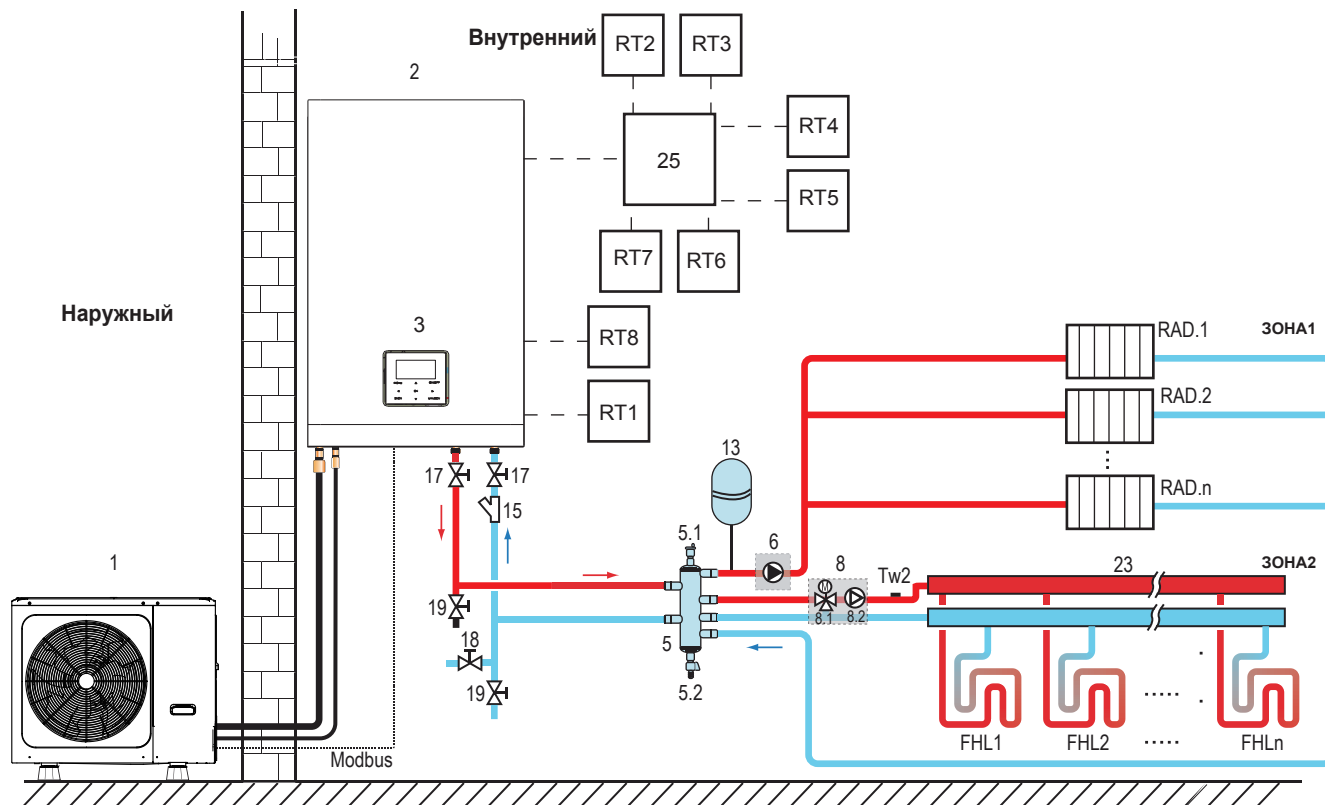 Внутренний
RT2
RT3
2
25
RT4
RT5
RT7
RT6
Наружный
3
RT8
RT1
RAD.1
ЗОНА1
RAD.2
RAD.n
17
17
15
13
5.1
6
1
8
Tw2
23
ЗОНА2
M
8.1
8.2
19
18
5
19
5.2
FHL1
FHL2
FHLn
Modbus